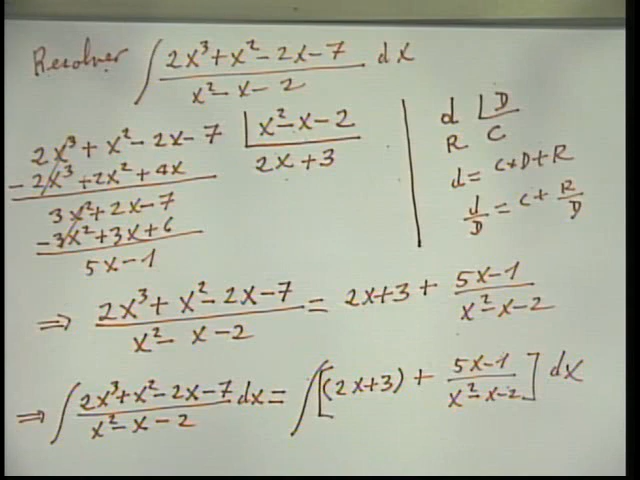 Resolver ∫ (2x³+x²-2x-7)/(x²-x-2) dx
2x³+x²-2x-7 | x²-x-2
-2x³+2x²+4x 2x+3
3x²+2x-7
-3x²+3x+6
5x-1
d | D
R C
d = C*D+R
d/D = C + R/D
⇒ (2x³+x²-2x-7)/(x²-x-2) = 2x+3 + (5x-1)/(x²-x-2)
⇒ ∫ (2x³+x²-2x-7)/(x²-x-2) dx = ∫[(2x+3) + (5x-1)/(x²-x-2)] dx